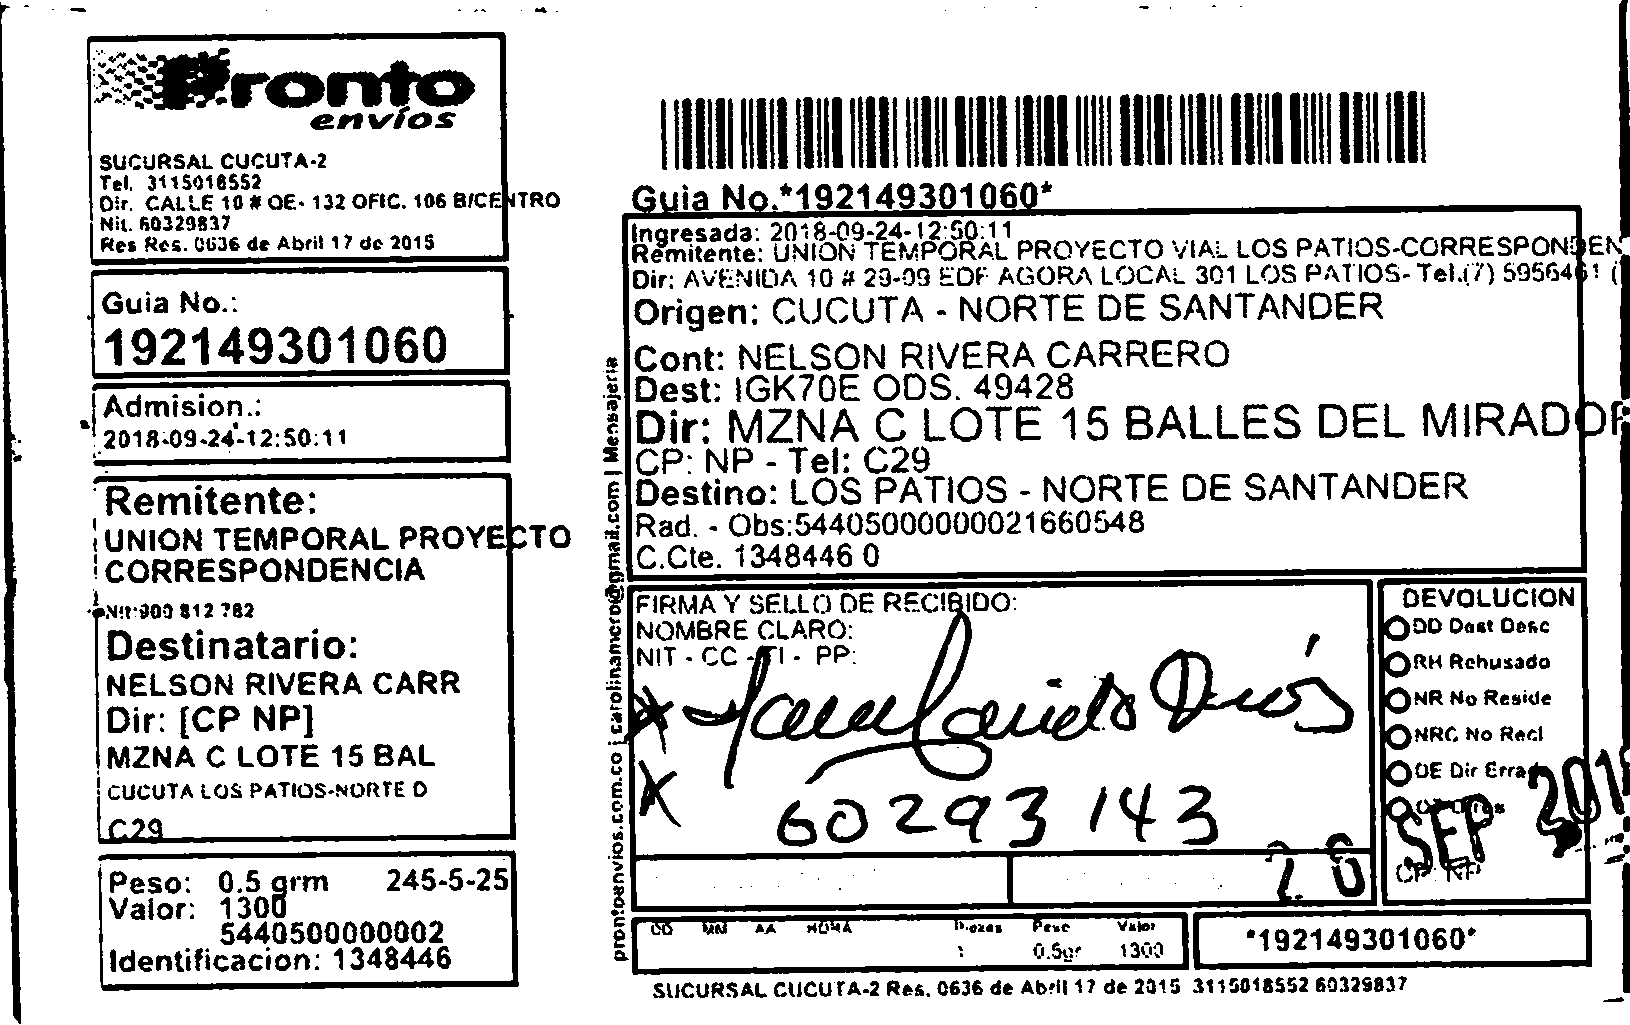 Pronto
envíos
SUCURSAL CUCUTA-2
Tel. 3115018552
Dir. CALLE 10 # OE- 132 OFIC. 106 B/CENTRO
Nit. 60329837
Res Res. 0636 de Abril 17 de 2015
Guia No.:
192149301060
Admision.:
2018-09-24-12:50:11
Remitente:
UNION TEMPORAL PROYECTO
CORRESPONDENCIA
Nit:900 812 782
Destinatario:
NELSON RIVERA CARR
Dir: [CP NP]
MZNA C LOTE 15 BAL
CUCUTA LOS PATIOS-NORTE D
C29
Peso: 0.5 grm 245-5-25
Valor: 1300
5440500000002
Identificacion: 1348446
prontoenvios.com.co | carolinamcro@gmail.com | Mensajeria
Guia No.*192149301060*
Ingresada: 2018-09-24-12:50:11
Remitente: UNION TEMPORAL PROYECTO VIAL LOS PATIOS-CORRESPONDEN
Dir: AVENIDA 10 # 29-09 EDF AGORA LOCAL 301 LOS PATIOS- Tel.(7) 5956461 (
Origen: CUCUTA - NORTE DE SANTANDER
Cont: NELSON RIVERA CARRERO
Dest: IGK70E ODS. 49428
Dir: MZNA C LOTE 15 BALLES DEL MIRADOR
CP: NP - Tel: C29
Destino: LOS PATIOS - NORTE DE SANTANDER
Rad. - Obs:54405000000021660548
C.Cte. 1348446 0
FIRMA Y SELLO DE RECIBIDO:
NOMBRE CLARO:
NIT - CC - TI - PP:
X
X 60293143
DEVOLUCION
DD Dest Desc
RH Rehusado
NR No Reside
NRC No Recl
DE Dir Errad
OT Otros
CP: NP
SEP 201
DD MM AA HORA Piezas Peso Valor
1 0.5gr 1300
*192149301060*
SUCURSAL CUCUTA-2 Res. 0636 de Abril 17 de 2015 3115018552 60329837